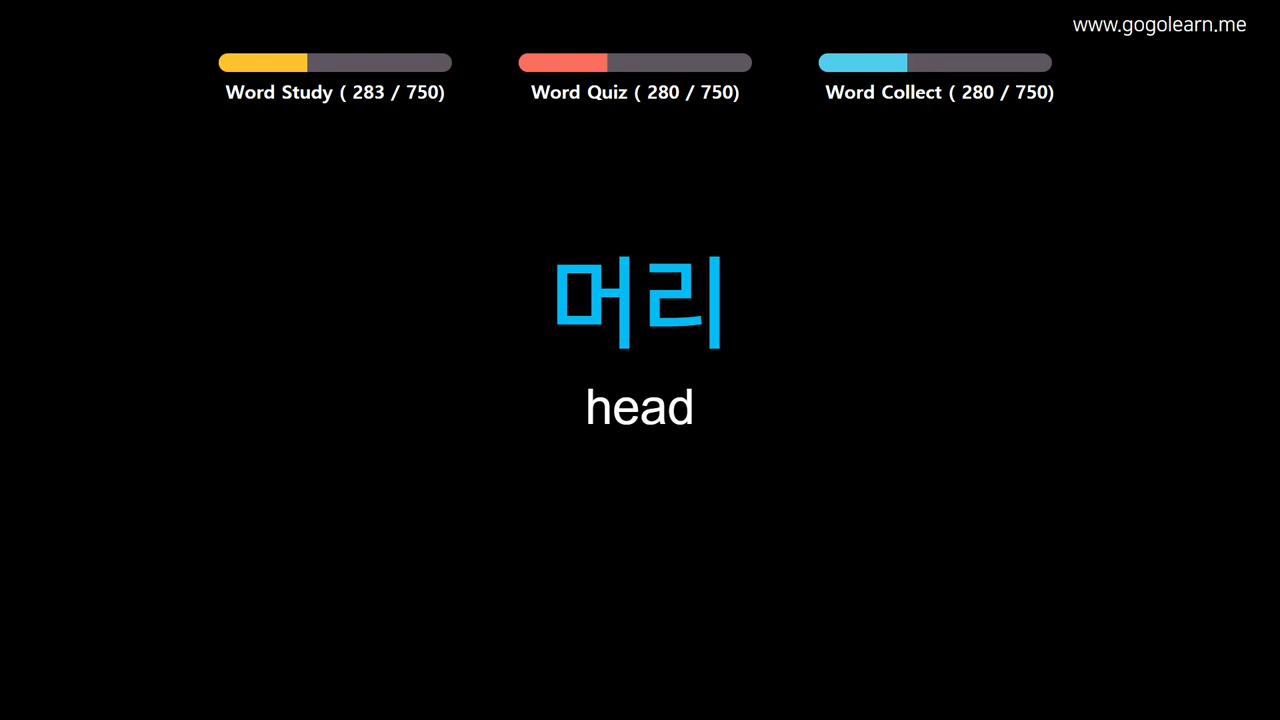 www.gogolearn.me
Word Study ( 283 / 750)
Word Quiz ( 280 / 750)
Word Collect ( 280 / 750)
머리
head